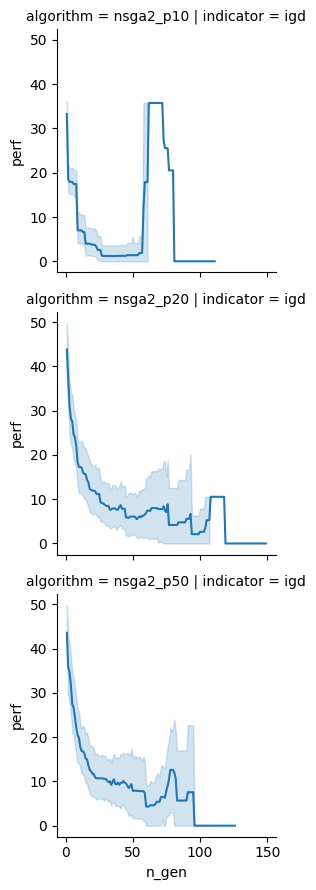 algorithm = nsga2_p10 | indicator = igd
50
40
30
20
10
0
perf
algorithm = nsga2_p20 | indicator = igd
50
40
30
20
10
0
perf
algorithm = nsga2_p50 | indicator = igd
50
40
30
20
10
0
perf
0 50 100 150
n_gen